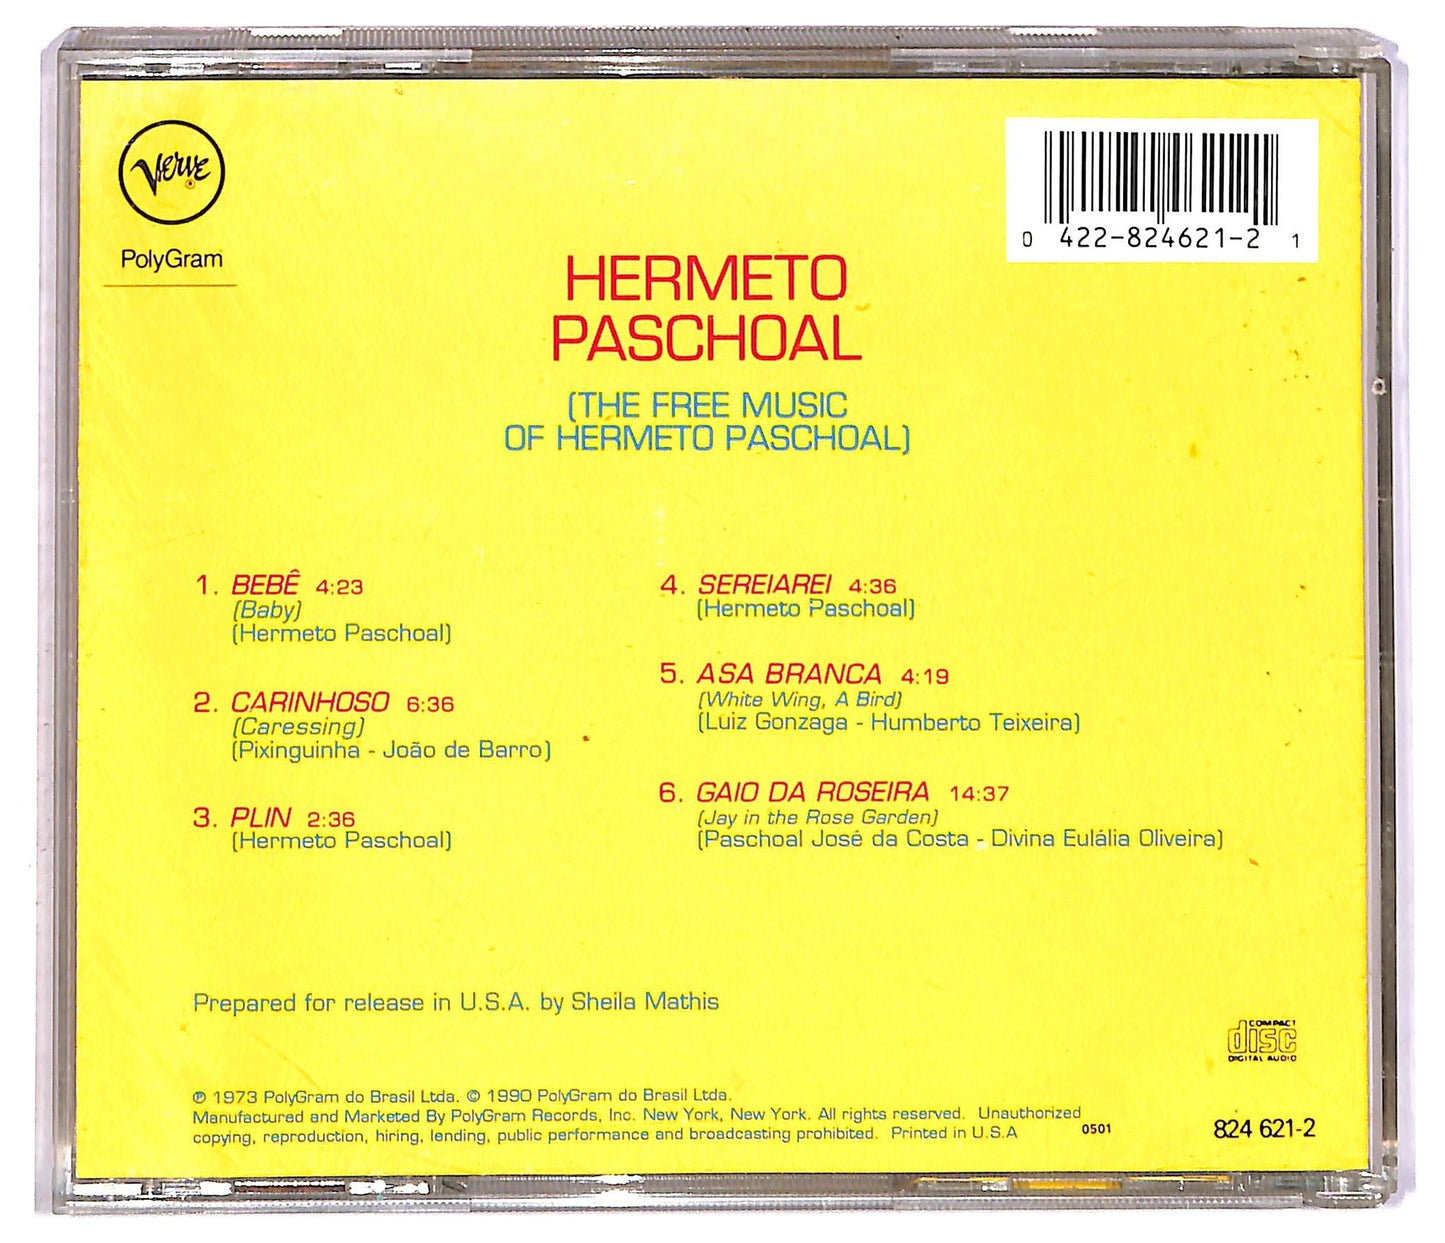 Verve
PolyGram
0 422-824621-2 1
HERMETO
PASCHOAL
(THE FREE MUSIC
OF HERMETO PASCHOAL)
1. BEBÊ 4:23
(Baby)
(Hermeto Paschoal)
2. CARINHOSO 6:36
(Caressing)
(Pixinguinha - João de Barro)
3. PLIN 2:36
(Hermeto Paschoal)
4. SEREIAREI 4:36
(Hermeto Paschoal)
5. ASA BRANCA 4:19
(White Wing, A Bird)
(Luiz Gonzaga - Humberto Teixeira)
6. GAIO DA ROSEIRA 14:37
(Jay in the Rose Garden)
(Paschoal José da Costa - Divina Eulália Oliveira)
Prepared for release in U.S.A. by Sheila Mathis
COMPACT
disc
DIGITAL AUDIO
℗ 1973 PolyGram do Brasil Ltda. © 1990 PolyGram do Brasil Ltda.
Manufactured and Marketed By PolyGram Records, Inc. New York, New York. All rights reserved. Unauthorized
copying, reproduction, hiring, lending, public performance and broadcasting prohibited. Printed in U.S.A 0501
824 621-2